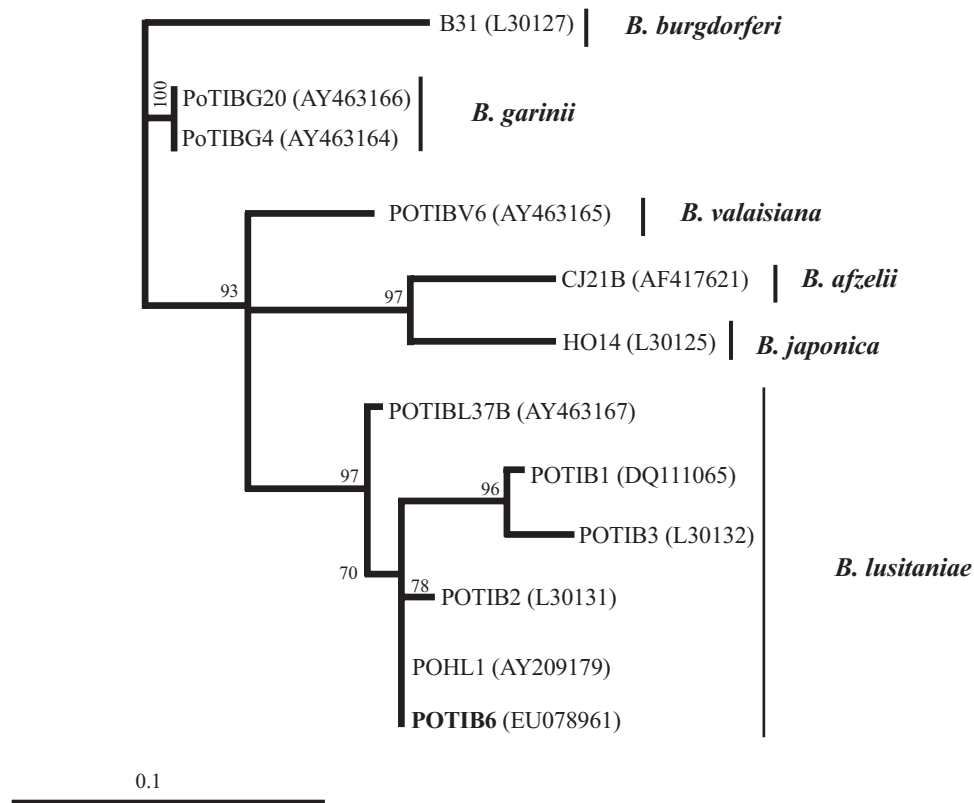 B31 (L30127) B. burgdorferi
100
PoTIBG20 (AY463166)
B. garinii
PoTIBG4 (AY463164)
POTIBV6 (AY463165) B. valaisiana
93
CJ21B (AF417621) B. afzelii
97
HO14 (L30125) B. japonica
POTIBL37B (AY463167)
97
POTIB1 (DQ111065)
96
POTIB3 (L30132)
B. lusitaniae
70
78
POTIB2 (L30131)
POHL1 (AY209179)
POTIB6 (EU078961)
0.1